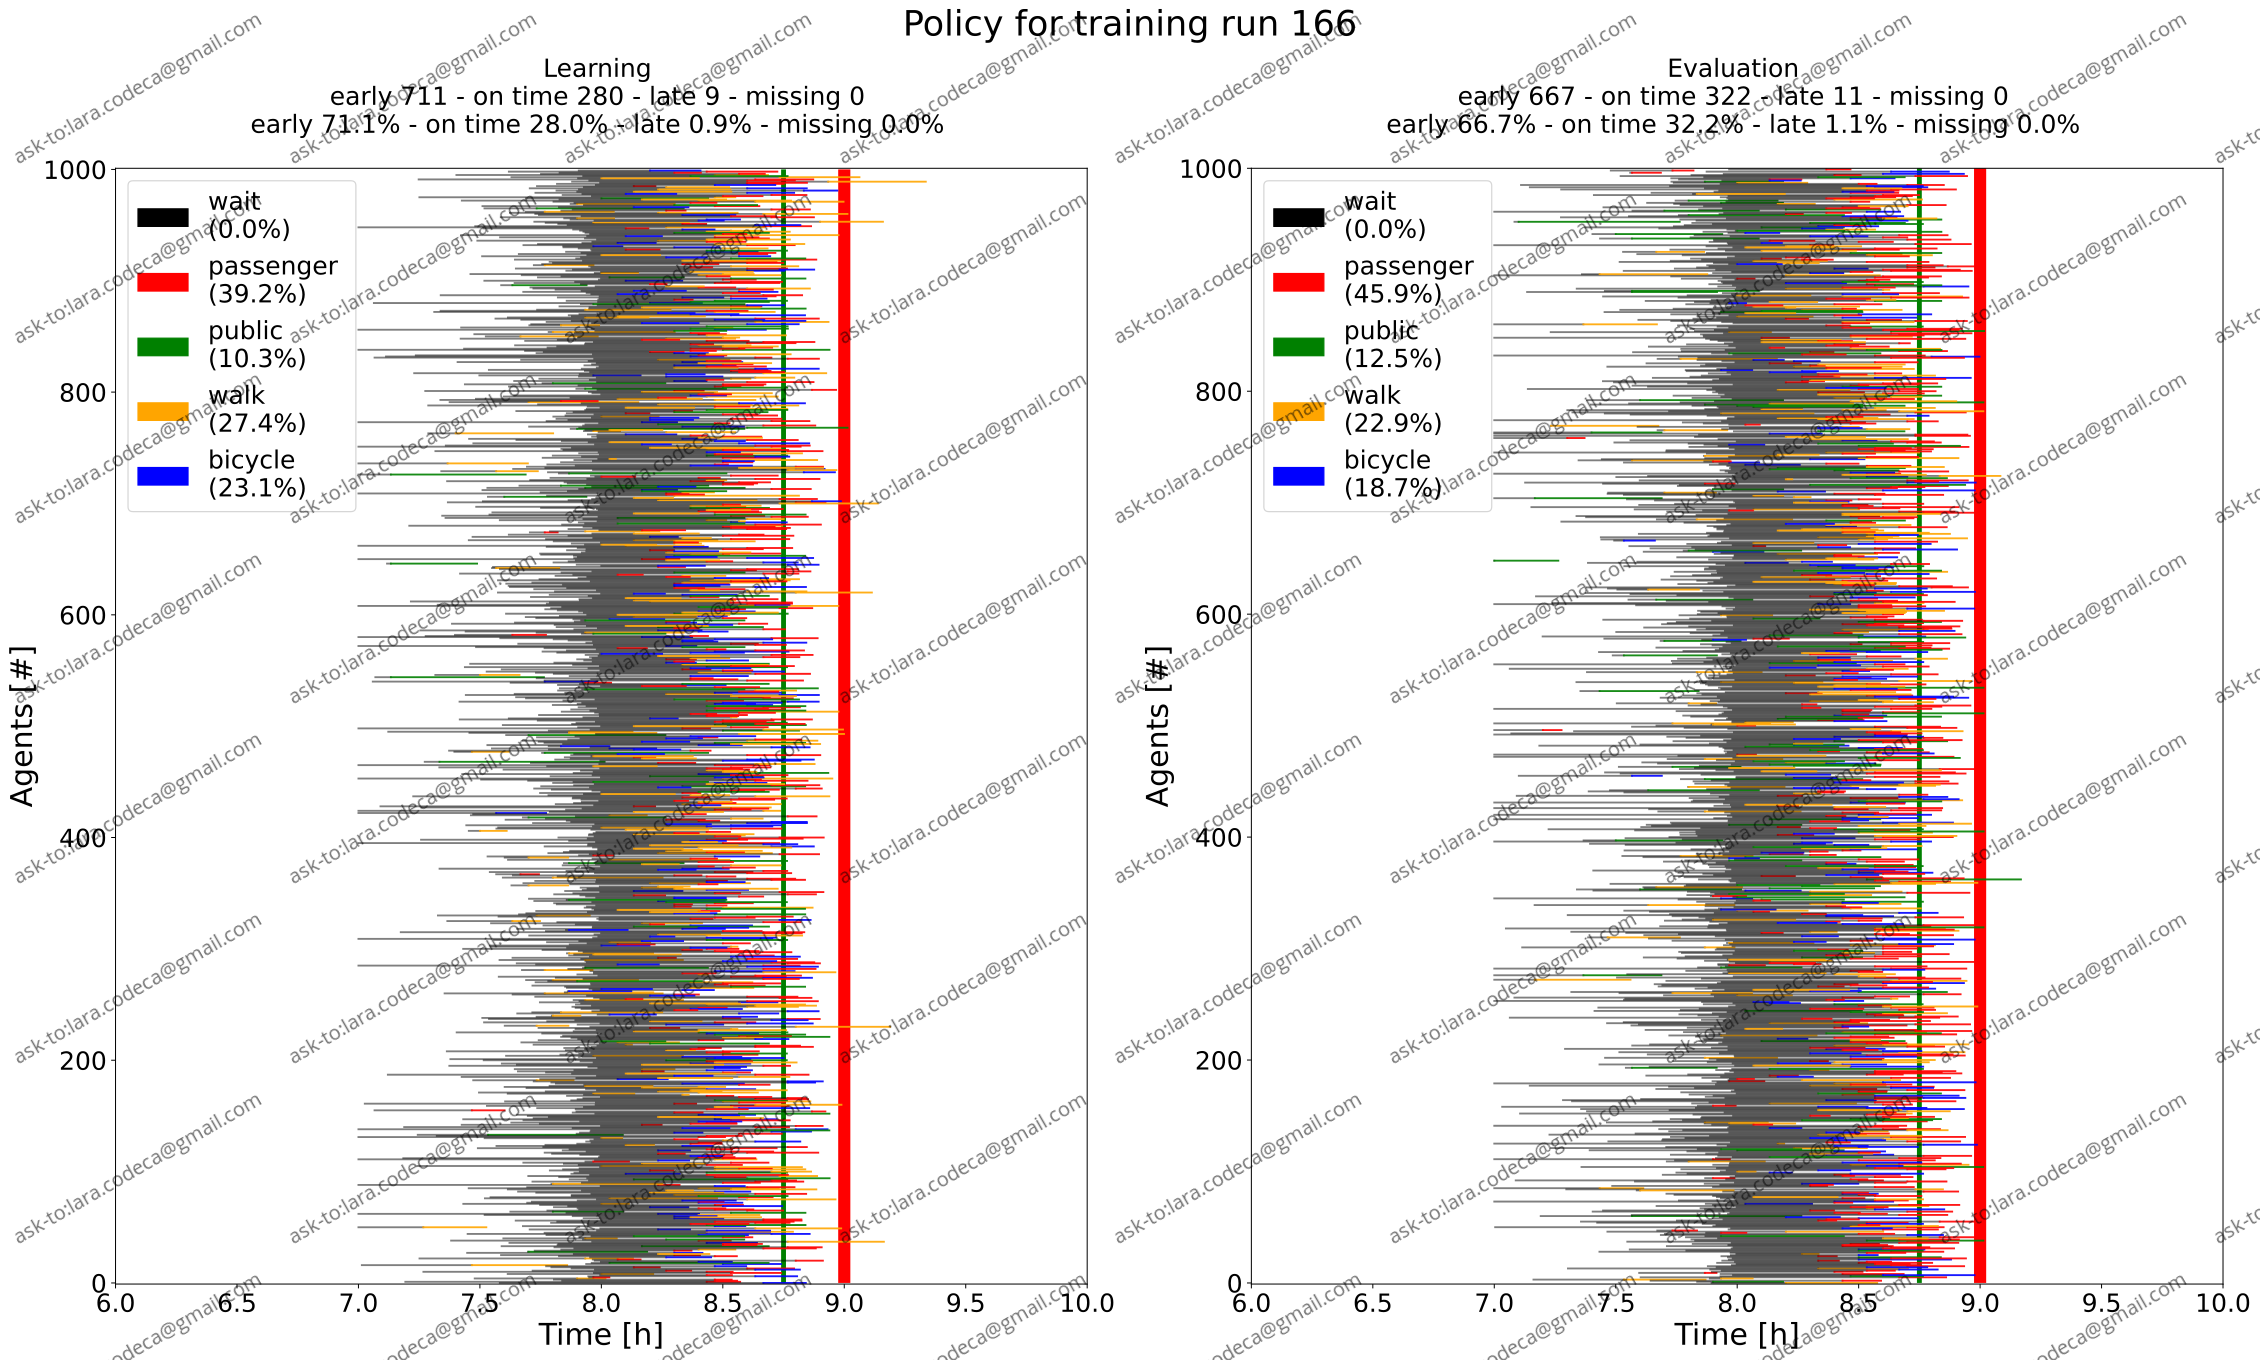 Policy for training run 166
Learning
early 711 - on time 280 - late 9 - missing 0
early 71.1% - on time 28.0% - late 0.9% - missing 0.0%
1000
800
600
400
200
0
Agents [#]
wait
(0.0%)
passenger
(39.2%)
public
(10.3%)
walk
(27.4%)
bicycle
(23.1%)
6.0 6.5 7.0 7.5 8.0 8.5 9.0 9.5 10.0
Time [h]
Evaluation
early 667 - on time 322 - late 11 - missing 0
early 66.7% - on time 32.2% - late 1.1% - missing 0.0%
1000
800
600
400
200
0
Agents [#]
wait
(0.0%)
passenger
(45.9%)
public
(12.5%)
walk
(22.9%)
bicycle
(18.7%)
6.0 6.5 7.0 7.5 8.0 8.5 9.0 9.5 10.0
Time [h]
ask-to:lara.codeca@gmail.com